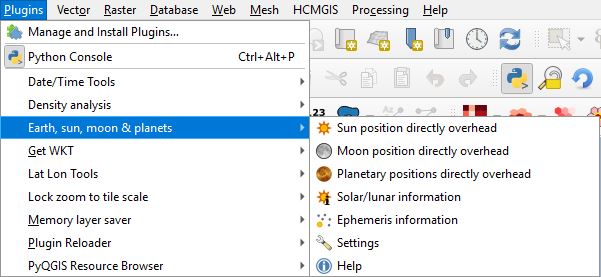 Plugins Vector Raster Database Web Mesh HCMGIS Processing Help
Manage and Install Plugins...
Python Console Ctrl+Alt+P
Date/Time Tools
Density analysis
.23
Earth, sun, moon & planets
Sun position directly overhead
Get WKT
Moon position directly overhead
Lat Lon Tools
Planetary positions directly overhead
Lock zoom to tile scale
Solar/lunar information
Memory layer saver
Ephemeris information
Plugin Reloader
Settings
PyQGIS Resource Browser
Help